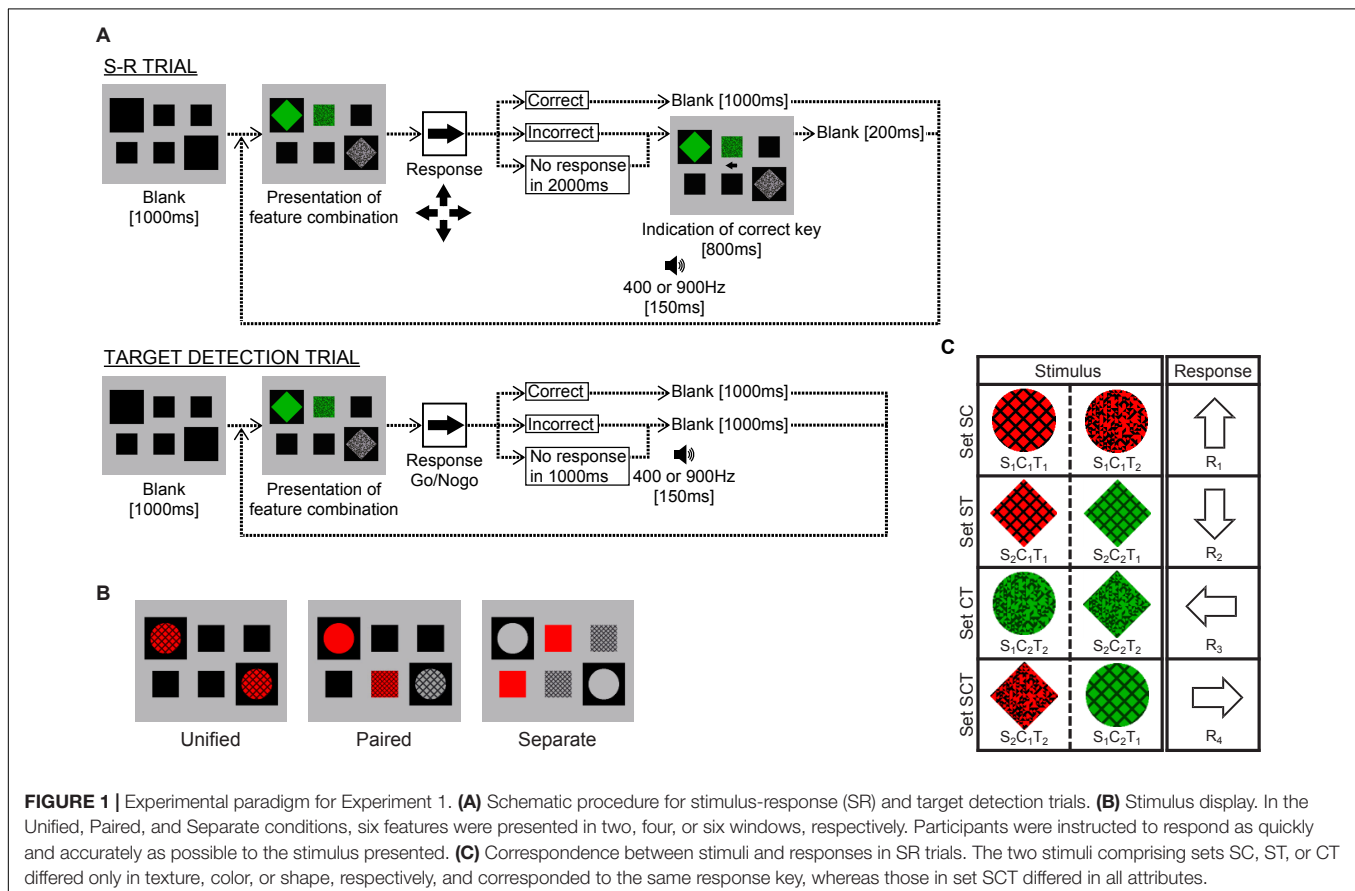 A
S-R TRIAL
Blank
[1000ms]
Presentation of
feature combination
Response
Correct
Incorrect
No response
in 2000ms
Blank [1000ms]
Blank [200ms]
Indication of correct key
[800ms]
400 or 900Hz
[150ms]
TARGET DETECTION TRIAL
Blank
[1000ms]
Presentation of
feature combination
Response
Go/Nogo
Correct
Incorrect
No response
in 1000ms
Blank [1000ms]
Blank [1000ms]
400 or 900Hz
[150ms]
B
Unified
Paired
Separate
C
Stimulus
Response
Set SC
S₁C₁T₁
S₁C₁T₂
R₁
Set ST
S₂C₁T₁
S₂C₂T₁
R₂
Set CT
S₁C₂T₂
S₂C₂T₂
R₃
Set SCT
S₂C₁T₂
S₁C₂T₁
R₄
FIGURE 1 | Experimental paradigm for Experiment 1. (A) Schematic procedure for stimulus-response (SR) and target detection trials. (B) Stimulus display. In the
Unified, Paired, and Separate conditions, six features were presented in two, four, or six windows, respectively. Participants were instructed to respond as quickly
and accurately as possible to the stimulus presented. (C) Correspondence between stimuli and responses in SR trials. The two stimuli comprising sets SC, ST, or CT
differed only in texture, color, or shape, respectively, and corresponded to the same response key, whereas those in set SCT differed in all attributes.